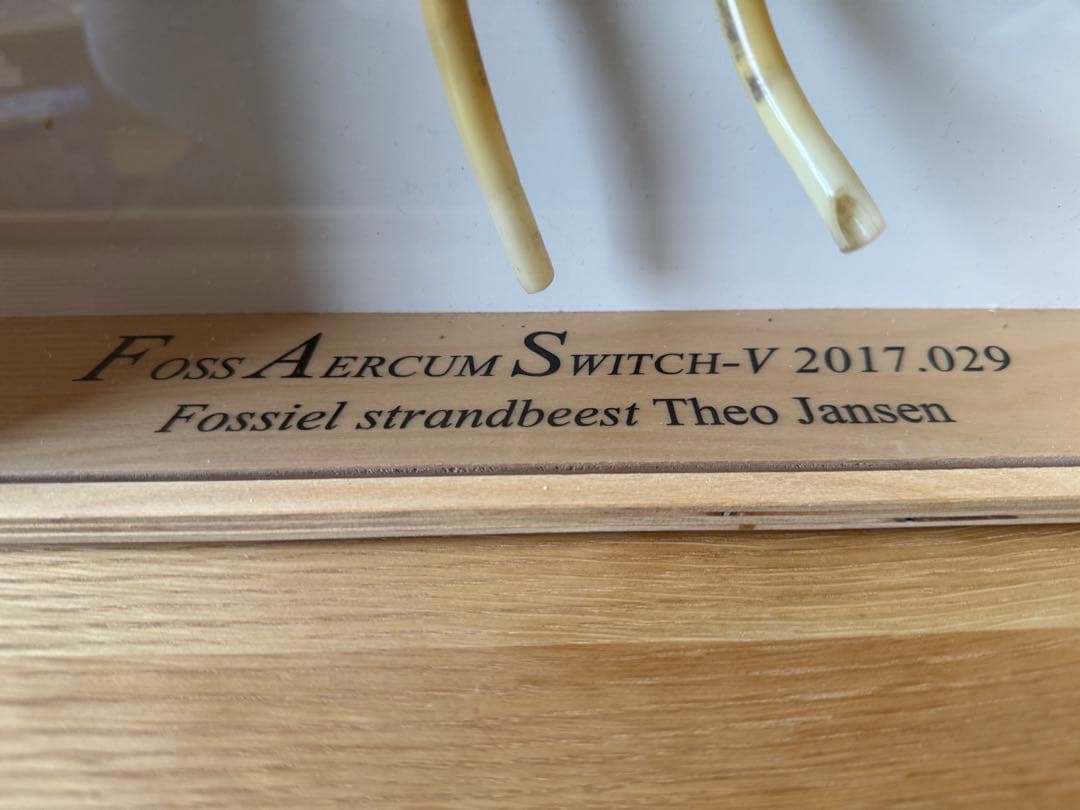 FOSS AERCUM SWITCH-V 2017.029
Fossiel strandbeest Theo Jansen